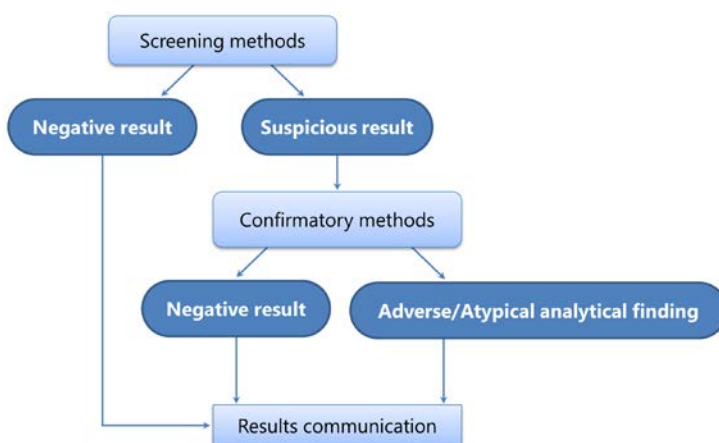 Screening methods
Negative result
Suspicious result
Confirmatory methods
Negative result
Adverse/Atypical analytical finding
Results communication